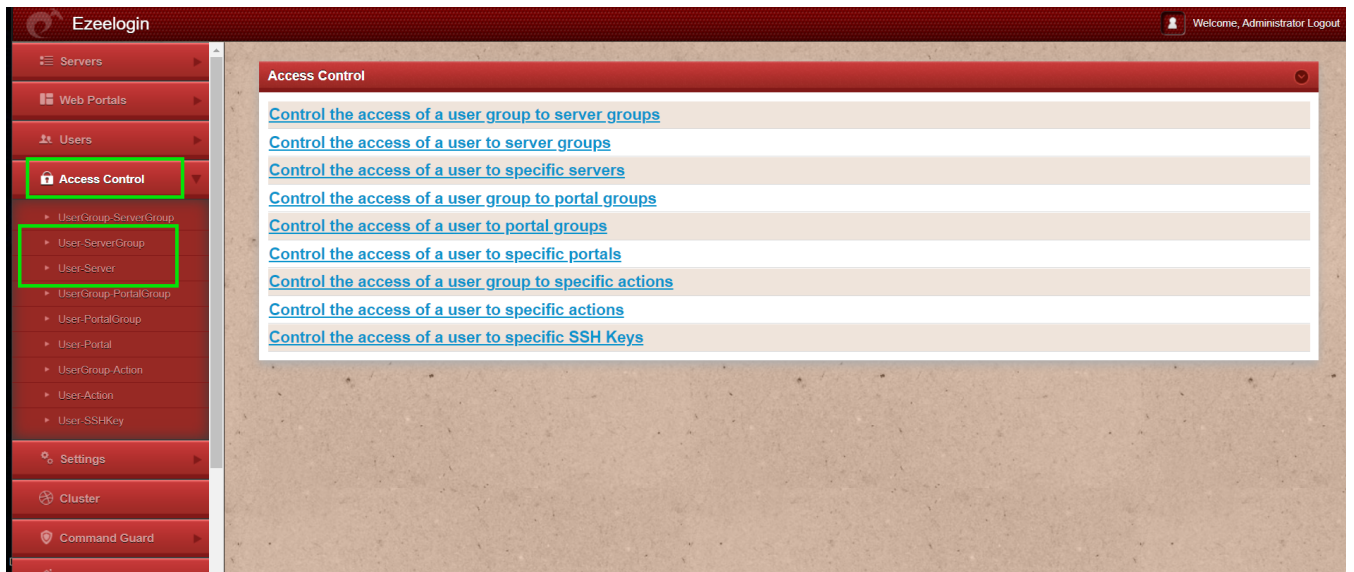 Ezeelogin
Welcome, Administrator Logout
Servers
Web Portals
Users
Access Control
UserGroup-ServerGroup
User-ServerGroup
User-Server
UserGroup-PortalGroup
User-PortalGroup
User-Portal
UserGroup-Action
User-Action
User-SSHKey
Settings
Cluster
Command Guard
Access Control
Control the access of a user group to server groups
Control the access of a user to server groups
Control the access of a user to specific servers
Control the access of a user group to portal groups
Control the access of a user to portal groups
Control the access of a user to specific portals
Control the access of a user group to specific actions
Control the access of a user to specific actions
Control the access of a user to specific SSH Keys